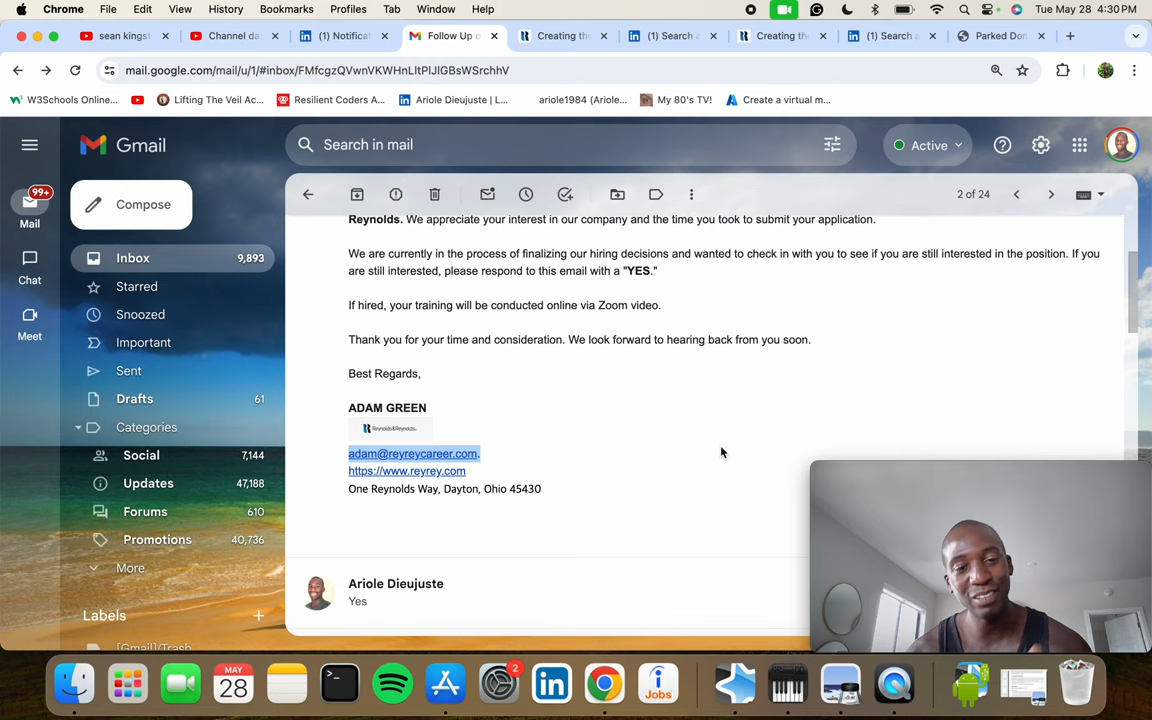 Chrome File Edit View History Bookmarks Profiles Tab Window Help Tue May 28 4:30 PM
sean kings (1) Notifical Follow Up o Creating the (1) Search Creating the (1) Search Parked Don
mail.google.com/mail/u/1/#inbox/FMfcgzQVwnVKWHnLltPlJlGBsWSrchhV
W3Schools Online... Lifting The Veil Ac... Resilient Coders A... Ariole Dieujuste | L... ariole1984 (Ariole... My 80's TV! Create a virtual m...
Gmail
Search in mail
Active
99+
Mail
Chat
Meet
Compose
Inbox 9,893
Starred
Snoozed
Important
Sent
Drafts 61
Categories
Social 7,144
Updates 47,188
Forums 610
Promotions 40,736
More
Labels
[Gmail]/Trash
2 of 24
Reynolds. We appreciate your interest in our company and the time you took to submit your application.
We are currently in the process of finalizing our hiring decisions and wanted to check in with you to see if you are still interested in the position. If you
are still interested, please respond to this email with a "YES."
If hired, your training will be conducted online via Zoom video.
Thank you for your time and consideration. We look forward to hearing back from you soon.
Best Regards,
ADAM GREEN
Reynolds&Reynolds
adam@reyreycareer.com.
https://www.reyrey.com
One Reynolds Way, Dayton, Ohio 45430
Ariole Dieujuste
Yes
MAY
28
2
Jobs